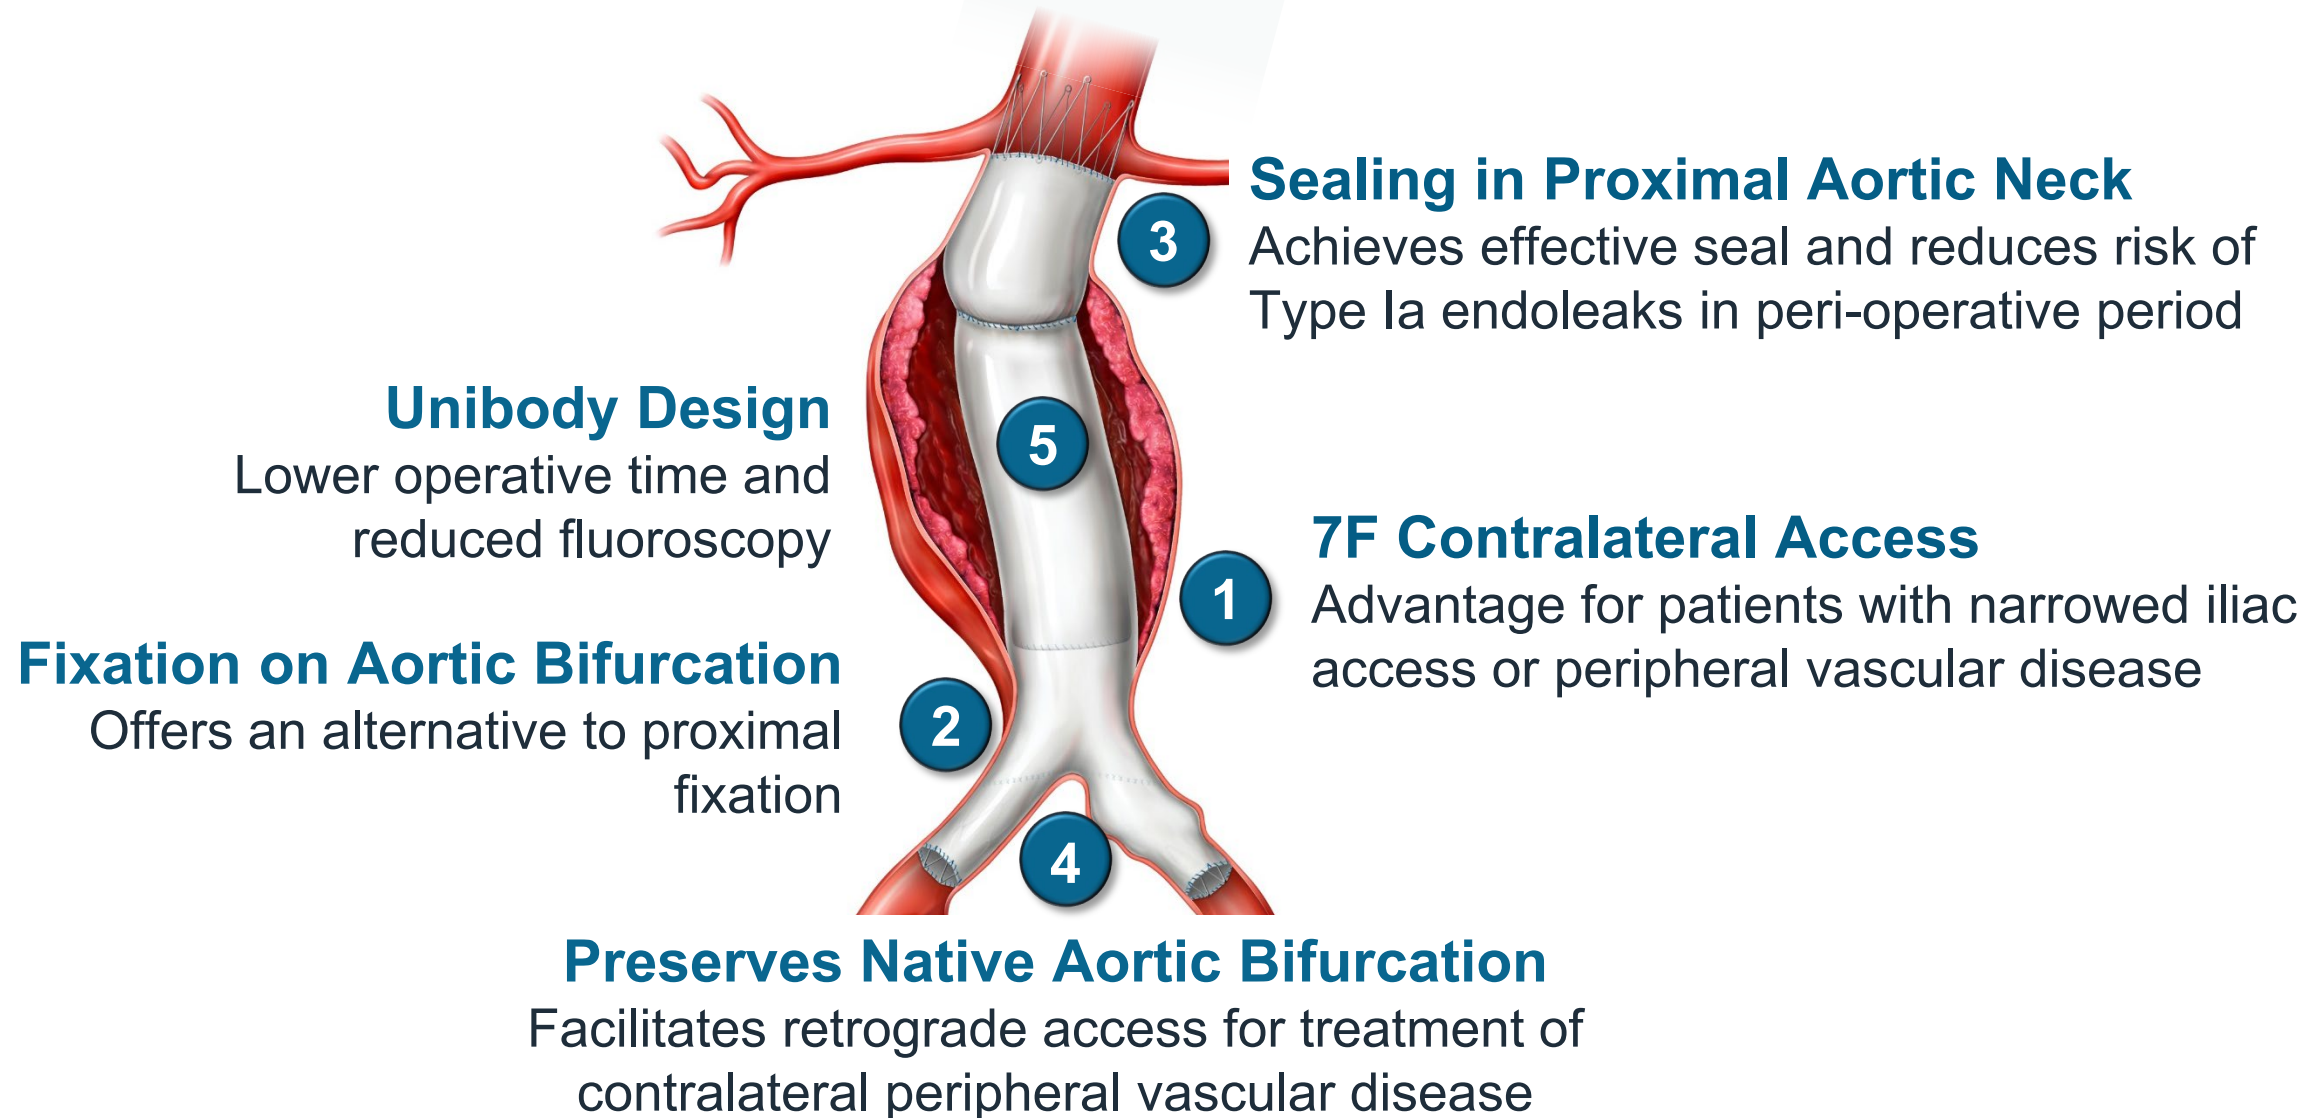 Sealing in Proximal Aortic Neck
3
Achieves effective seal and reduces risk of
Type Ia endoleaks in peri-operative period
Unibody Design
5
Lower operative time and
reduced fluoroscopy
7F Contralateral Access
1
Advantage for patients with narrowed iliac
access or peripheral vascular disease
Fixation on Aortic Bifurcation
2
Offers an alternative to proximal
fixation
4
Preserves Native Aortic Bifurcation
Facilitates retrograde access for treatment of
contralateral peripheral vascular disease